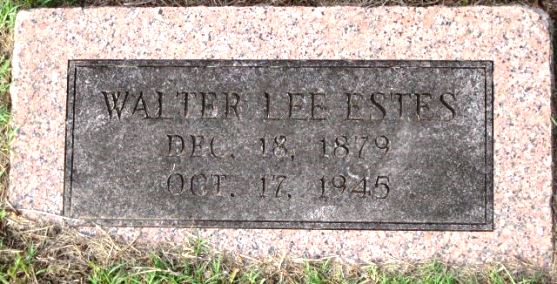 WALTER LEE ESTES
DEC. 18, 1879
OCT. 17, 1945